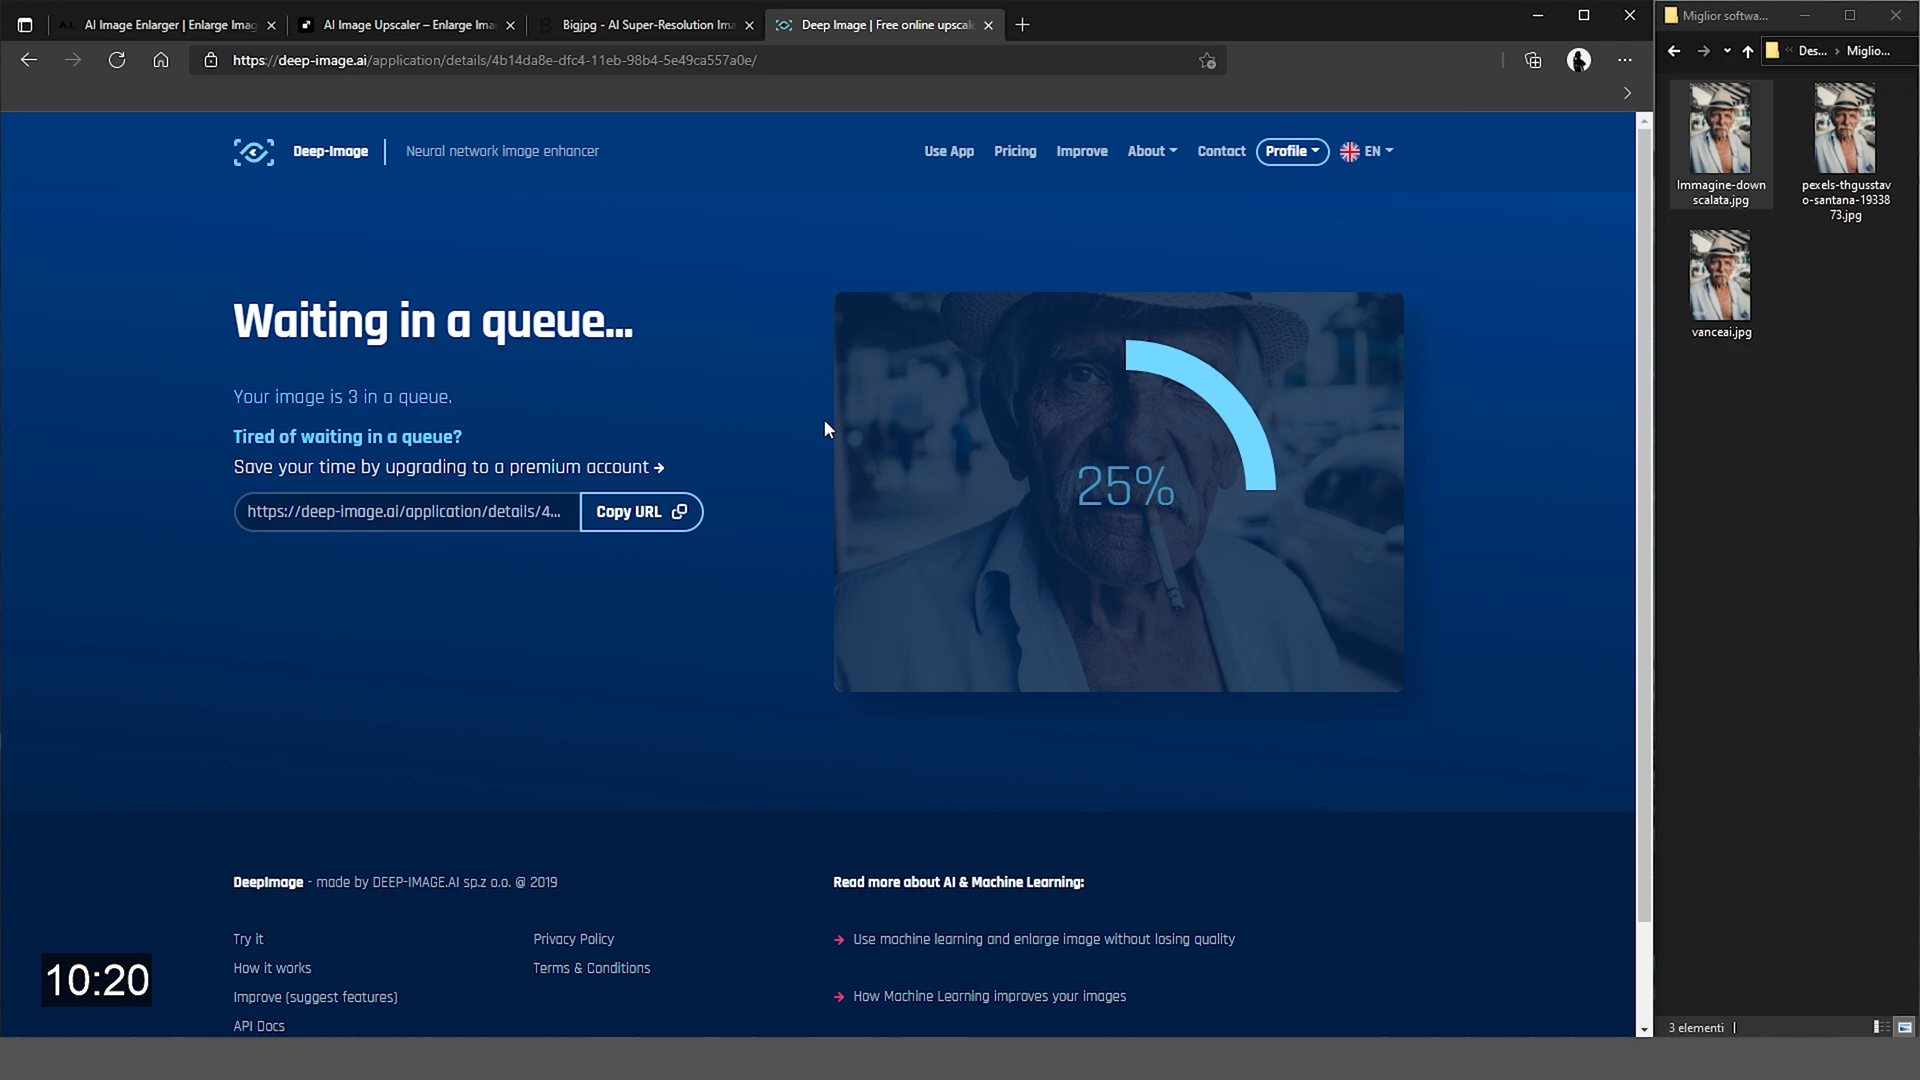 AI Image Enlarger | Enlarge Imag
AI Image Upscaler – Enlarge Ima
Bigjpg - AI Super-Resolution Ima
Deep Image | Free online upscal
Miglior softwa...
https://deep-image.ai/application/details/4b14da8e-dfc4-11eb-98b4-5e49ca557a0e/
Des...
Miglio...
Deep-Image
Neural network image enhancer
Use App
Pricing
Improve
About
Contact
Profile
EN
Immagine-down
scalata.jpg
pexels-thgusstav
o-santana-19338
73.jpg
vanceai.jpg
Waiting in a queue...
Your image is 3 in a queue.
Tired of waiting in a queue?
Save your time by upgrading to a premium account
https://deep-image.ai/application/details/4...
Copy URL
25%
DeepImage - made by DEEP-IMAGE.AI sp.z o.o. @ 2019
Read more about AI & Machine Learning:
Try it
Privacy Policy
Use machine learning and enlarge image without losing quality
How it works
Terms & Conditions
Improve (suggest features)
How Machine Learning improves your images
API Docs
10:20
3 elementi